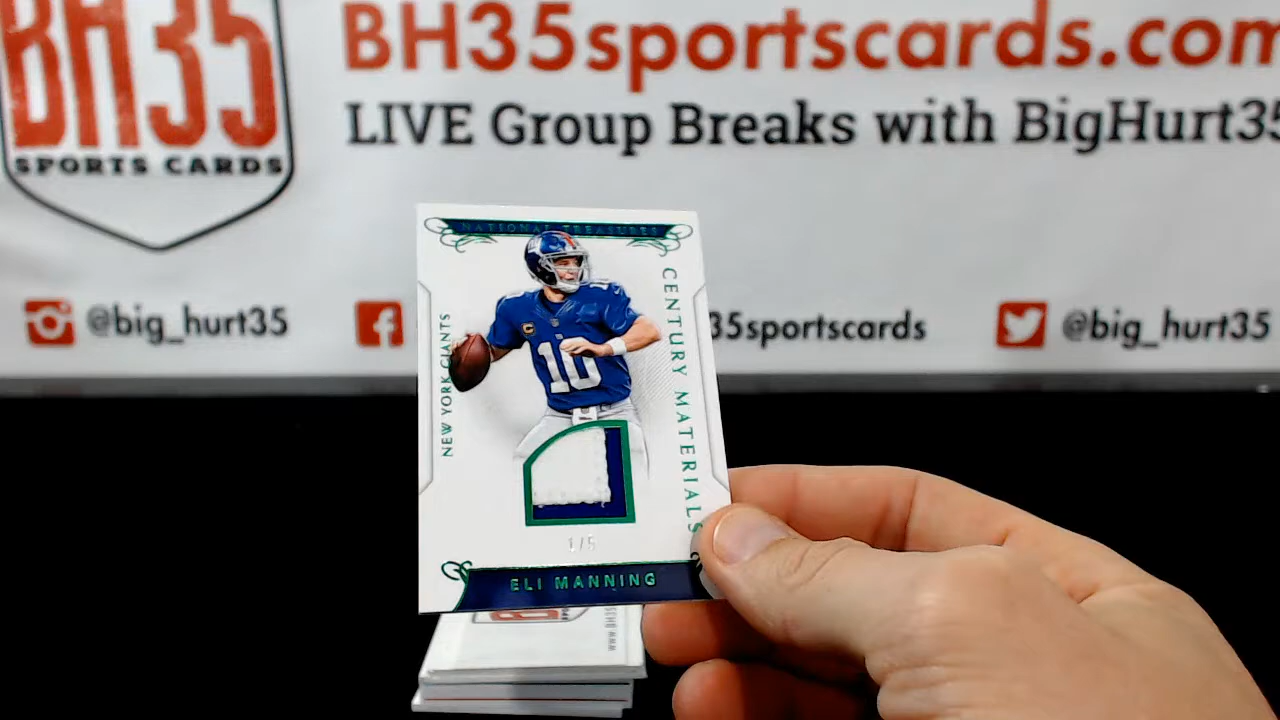 BH35
SPORTS CARDS
BH35sportscards.com
LIVE Group Breaks with BigHurt35
@big_hurt35
35sportscards
@big_hurt35
NATIONAL TREASURES
NEW YORK GIANTS
CENTURY MATERIALS
10
C
1/5
ELI MANNING